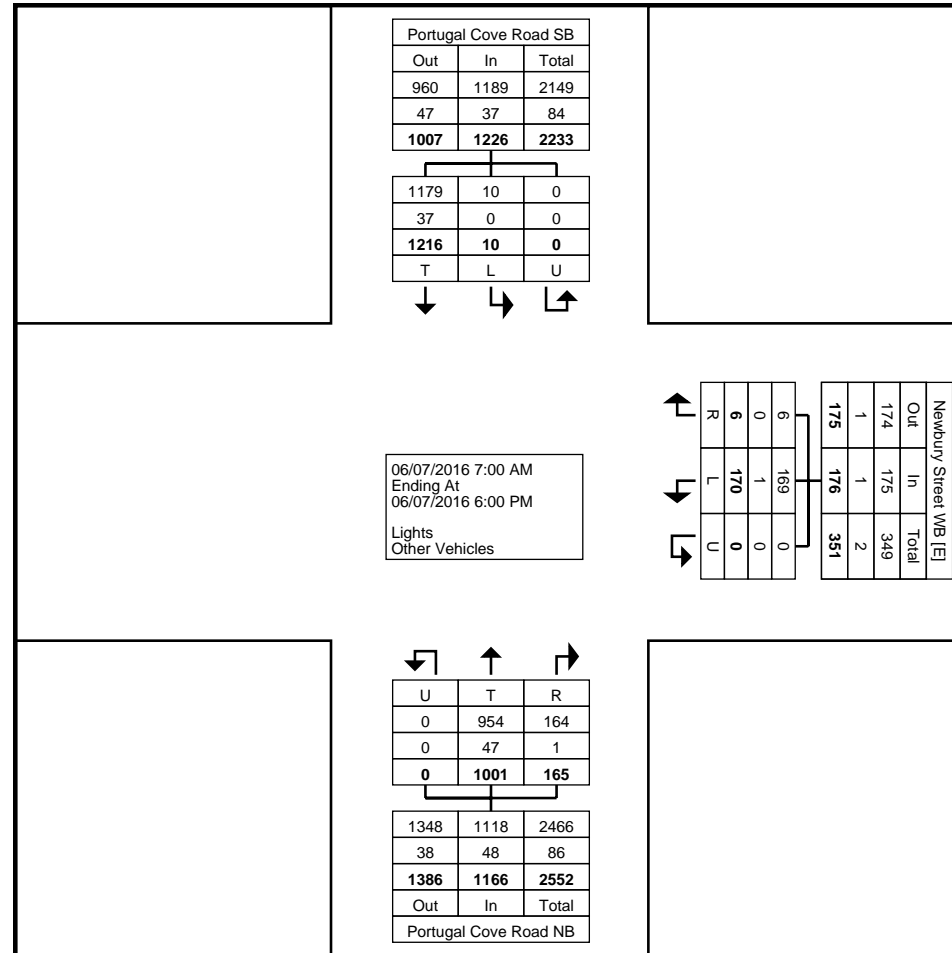 Portugal Cove Road SB
Out In Total
960 1189 2149
47 37 84
1007 1226 2233
1179 10 0
37 0 0
1216 10 0
T L U
Newbury Street WB [E]
Out In Total
174 175 349
1 1 2
175 176 351
6 169 0
0 1 0
6 170 0
R L U
06/07/2016 7:00 AM
Ending At
06/07/2016 6:00 PM
Lights
Other Vehicles
U T R
0 954 164
0 47 1
0 1001 165
1348 1118 2466
38 48 86
1386 1166 2552
Out In Total
Portugal Cove Road NB